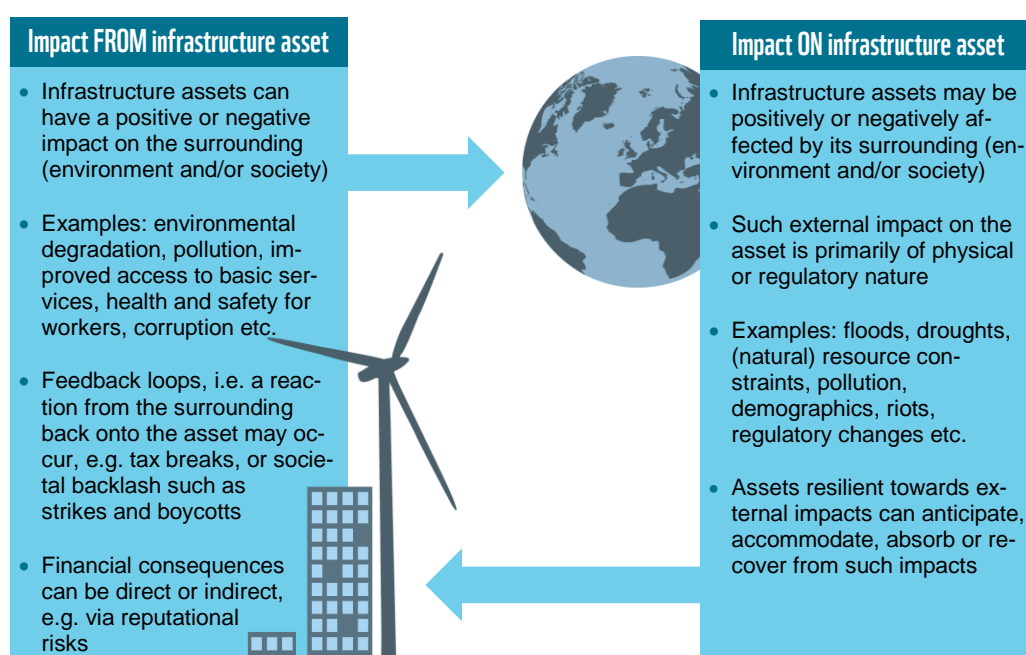 Impact FROM infrastructure asset
• Infrastructure assets can
have a positive or negative
impact on the surrounding
(environment and/or society)
• Examples: environmental
degradation, pollution, im-
proved access to basic ser-
vices, health and safety for
workers, corruption etc.
• Feedback loops, i.e. a reac-
tion from the surrounding
back onto the asset may oc-
cur, e.g. tax breaks, or socie-
tal backlash such as
strikes and boycotts
• Financial consequences
can be direct or indirect,
e.g. via reputational
risks
Impact ON infrastructure asset
• Infrastructure assets may be
positively or negatively af-
fected by its surrounding (en-
vironment and/or society)
• Such external impact on the
asset is primarily of physical
or regulatory nature
• Examples: floods, droughts,
(natural) resource con-
straints, pollution,
demographics, riots,
regulatory changes etc.
• Assets resilient towards ex-
ternal impacts can anticipate,
accommodate, absorb or re-
cover from such impacts